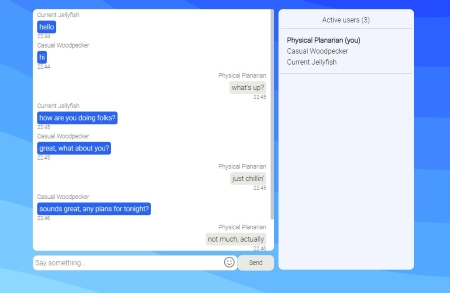 Current Jellyfish
hello
22:44
Casual Woodpecker
hi
22:44
Physical Planarian
what's up?
22:45
Current Jellyfish
how are you doing folks?
22:45
Casual Woodpecker
great, what about you?
22:45
Physical Planarian
just chillin'
22:45
Casual Woodpecker
sounds great, any plans for tonight?
22:46
Physical Planarian
not much, actually
22:46
Say something...
Send
Active users (3)
Physical Planarian (you)
Casual Woodpecker
Current Jellyfish